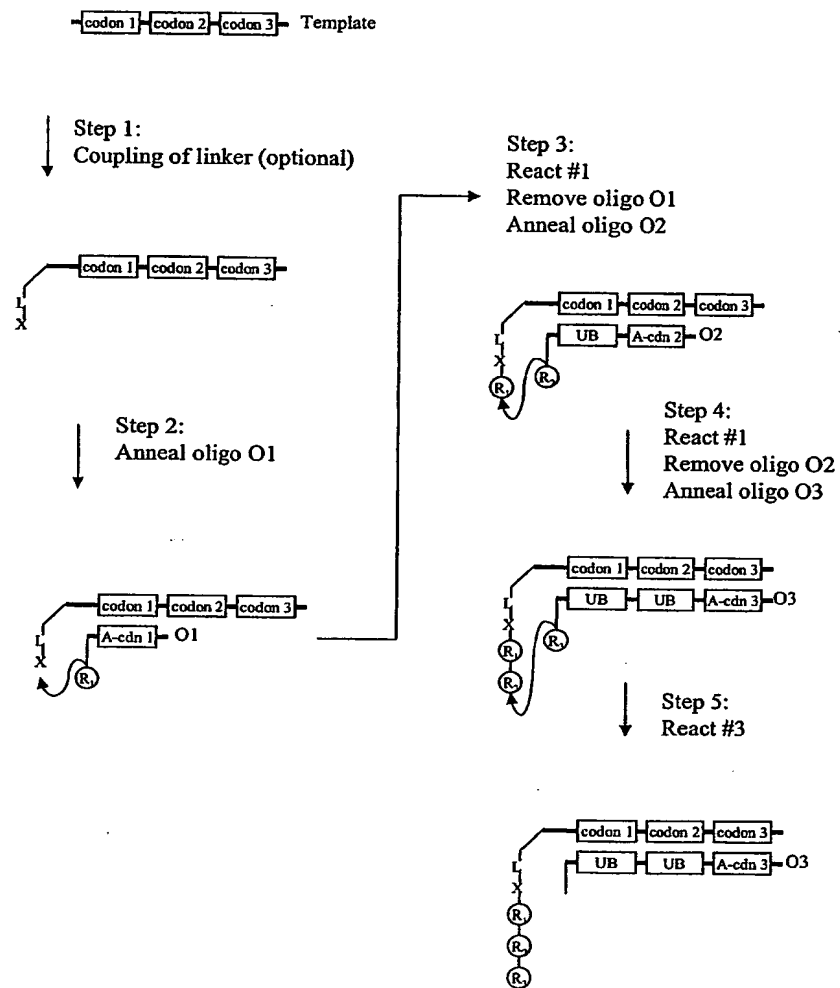 codon 1 codon 2 codon 3 Template
Step 1:
Coupling of linker (optional)
codon 1 codon 2 codon 3
L
X
Step 2:
Anneal oligo O1
codon 1 codon 2 codon 3
L
X
A-cdn 1 O1
R₁
Step 3:
React #1
Remove oligo O1
Anneal oligo O2
codon 1 codon 2 codon 3
L
X
UB A-cdn 2 O2
R₁ R₂
Step 4:
React #1
Remove oligo O2
Anneal oligo O3
codon 1 codon 2 codon 3
L
X
UB UB A-cdn 3 O3
R₁ R₃
R₂
Step 5:
React #3
codon 1 codon 2 codon 3
L
X
UB UB A-cdn 3 O3
R₁
R₂
R₃